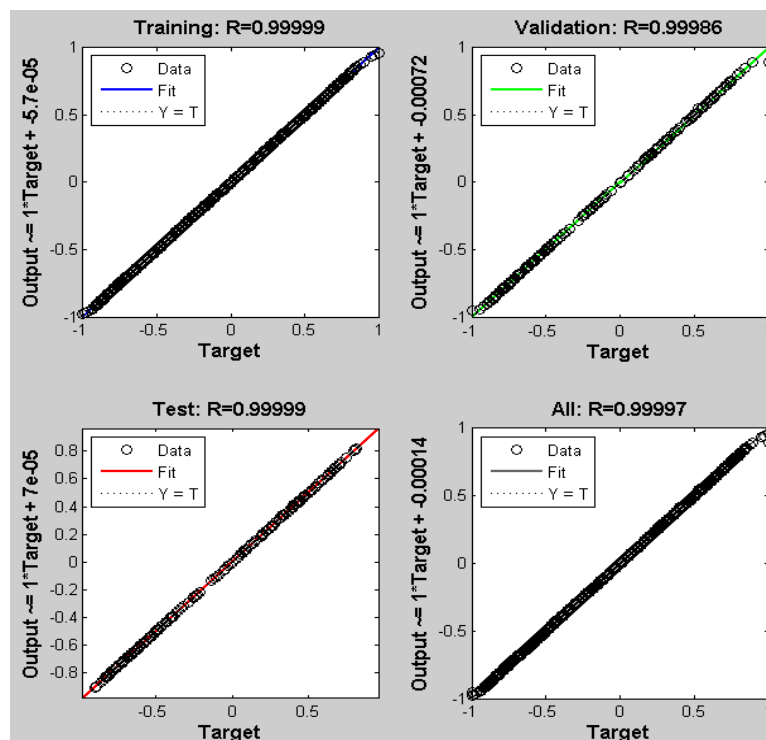 Training: R=0.99999
Output ~= 1*Target + -5.7e-05
Data
Fit
Y = T
1
0.5
0
-0.5
-1
-1
-0.5
0
0.5
1
Target
Validation: R=0.99986
Output ~= 1*Target + -0.00072
Data
Fit
Y = T
1
0.5
0
-0.5
-1
-1
-0.5
0
0.5
Target
Test: R=0.99999
Output ~= 1*Target + 7e-05
Data
Fit
Y = T
0.8
0.6
0.4
0.2
0
-0.2
-0.4
-0.6
-0.8
-0.5
0
0.5
Target
All: R=0.99997
Output ~= 1*Target + -0.00014
Data
Fit
Y = T
1
0.5
0
-0.5
-1
-1
-0.5
0
0.5
Target